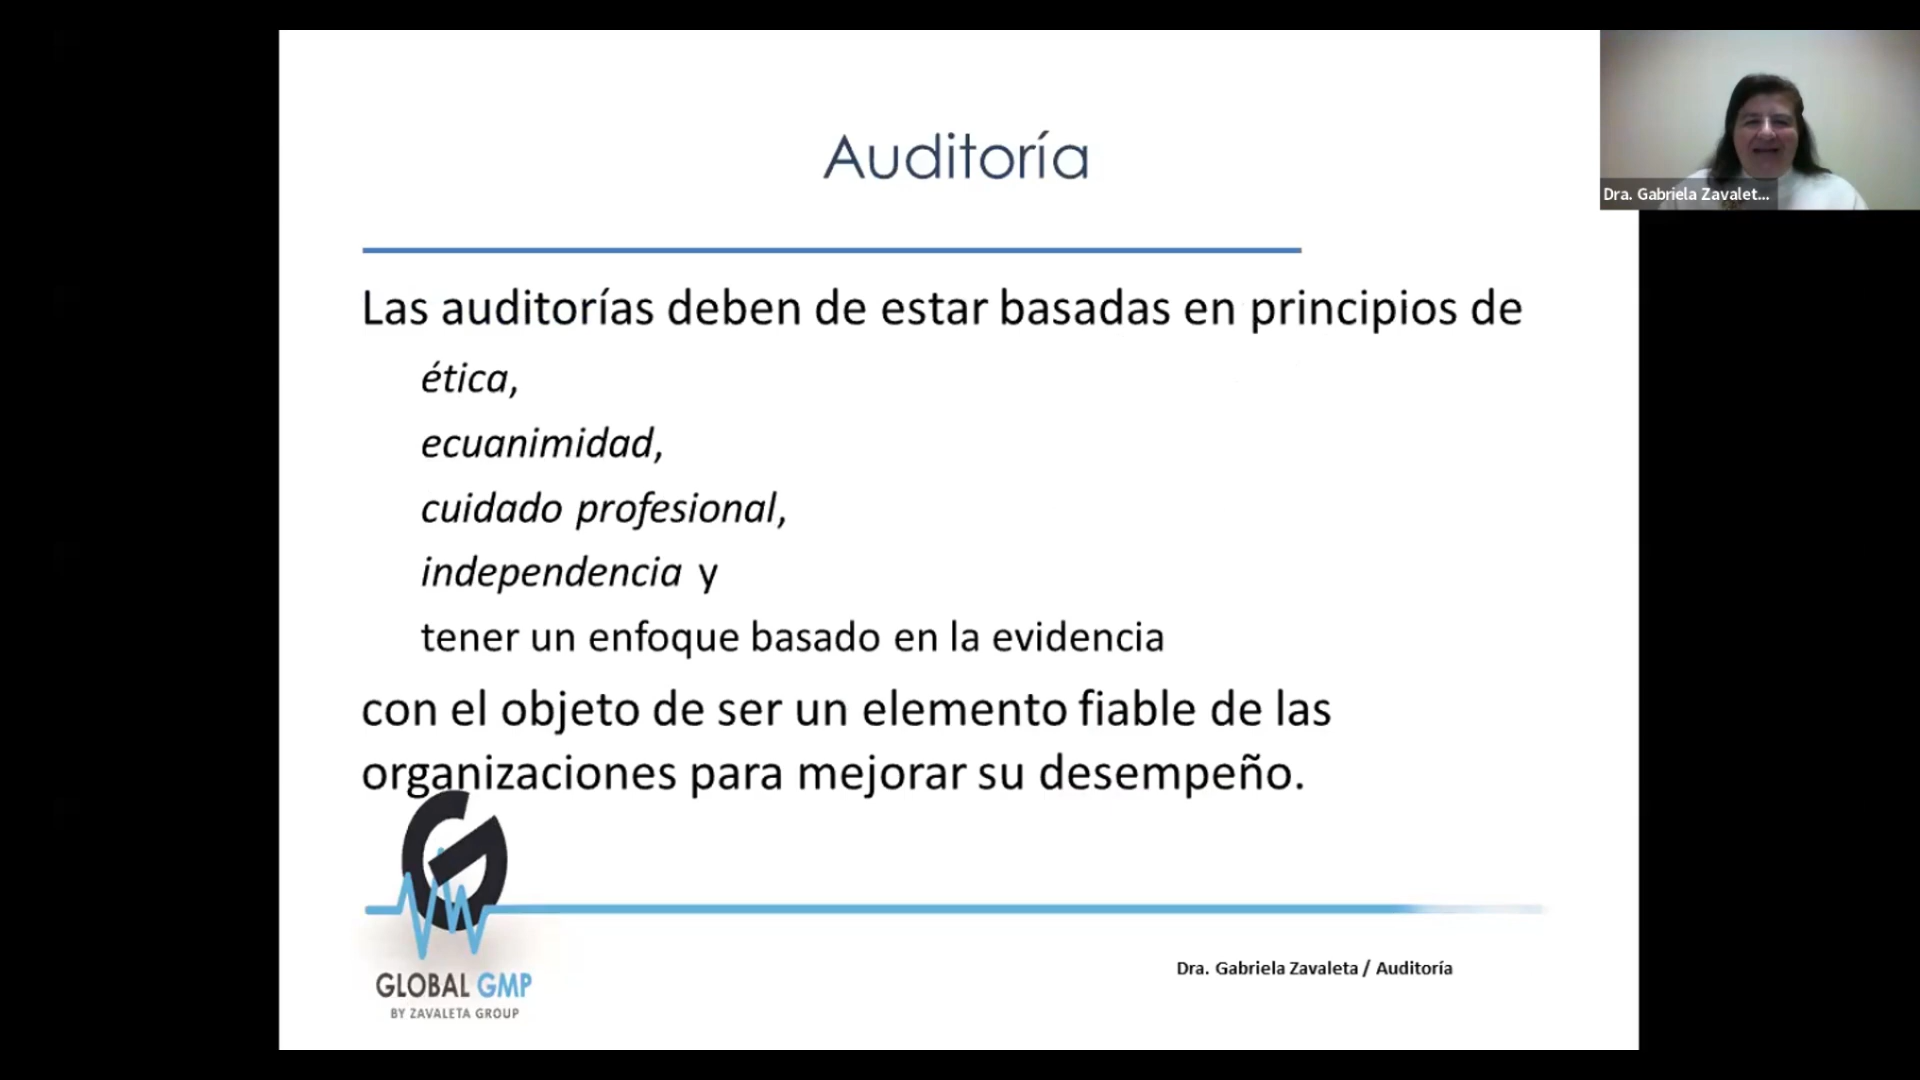 Auditoría
Dra. Gabriela Zavalet...
Las auditorías deben de estar basadas en principios de
ética,
ecuanimidad,
cuidado profesional,
independencia y
tener un enfoque basado en la evidencia
con el objeto de ser un elemento fiable de las
organizaciones para mejorar su desempeño.
GLOBAL GMP
BY ZAVALETA GROUP
Dra. Gabriela Zavaleta / Auditoría